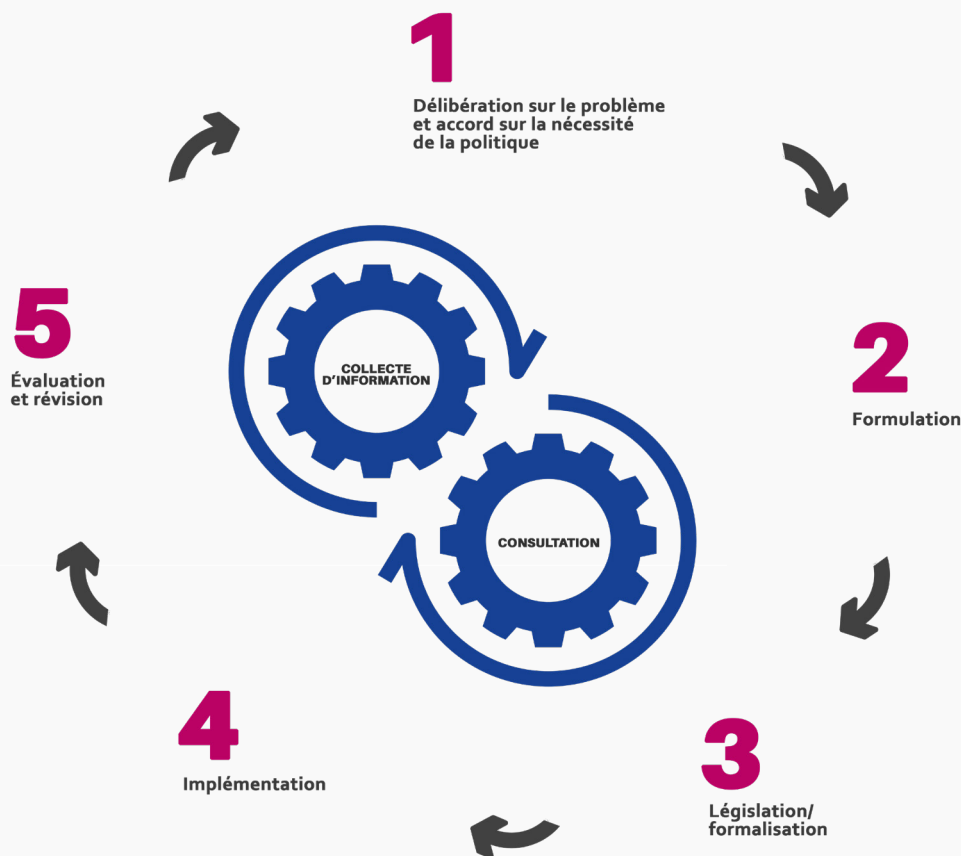 1
Délibération sur le problème
et accord sur la nécessité
de la politique
2
Formulation
3
Législation/
formalisation
4
Implémentation
5
Évaluation
et révision
COLLECTE
D'INFORMATION
CONSULTATION